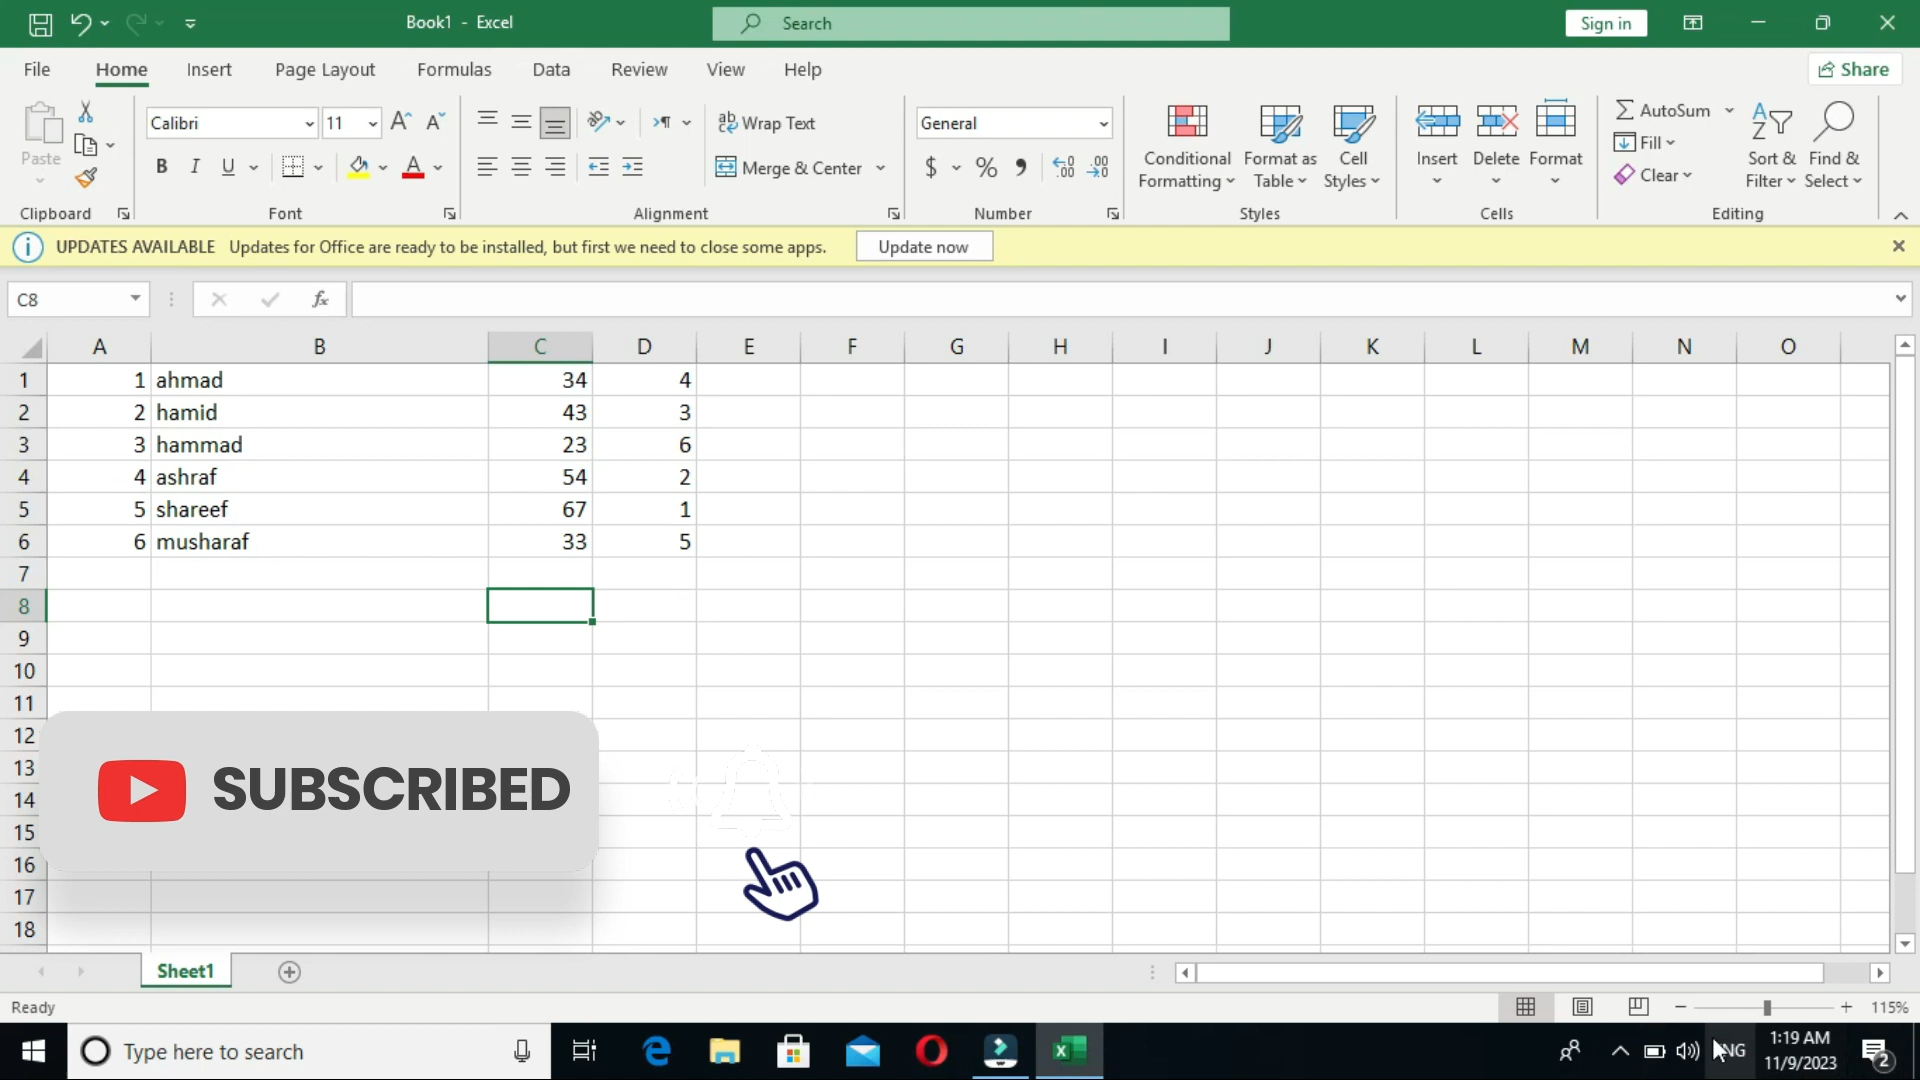 Book1 - Excel
Search
Sign in
File Home Insert Page Layout Formulas Data Review View Help
Share
Paste
Calibri 11
Wrap Text
General
Merge & Center
Conditional Formatting
Format as Table
Cell Styles
Insert Delete Format
AutoSum
Fill
Clear
Sort & Filter
Find & Select
Clipboard Font Alignment Number Styles Cells Editing
UPDATES AVAILABLE Updates for Office are ready to be installed, but first we need to close some apps. Update now
C8 fx
A B C D E F G H I J K L M N O
1 1 ahmad 34 4
2 2 hamid 43 3
3 3 hammad 23 6
4 4 ashraf 54 2
5 5 shareef 67 1
6 6 musharaf 33 5
7
8
9
10
11
12
13
14
15
16
17
18
SUBSCRIBED
Sheet1
Ready
115%
Type here to search
1:19 AM
11/9/2023
2